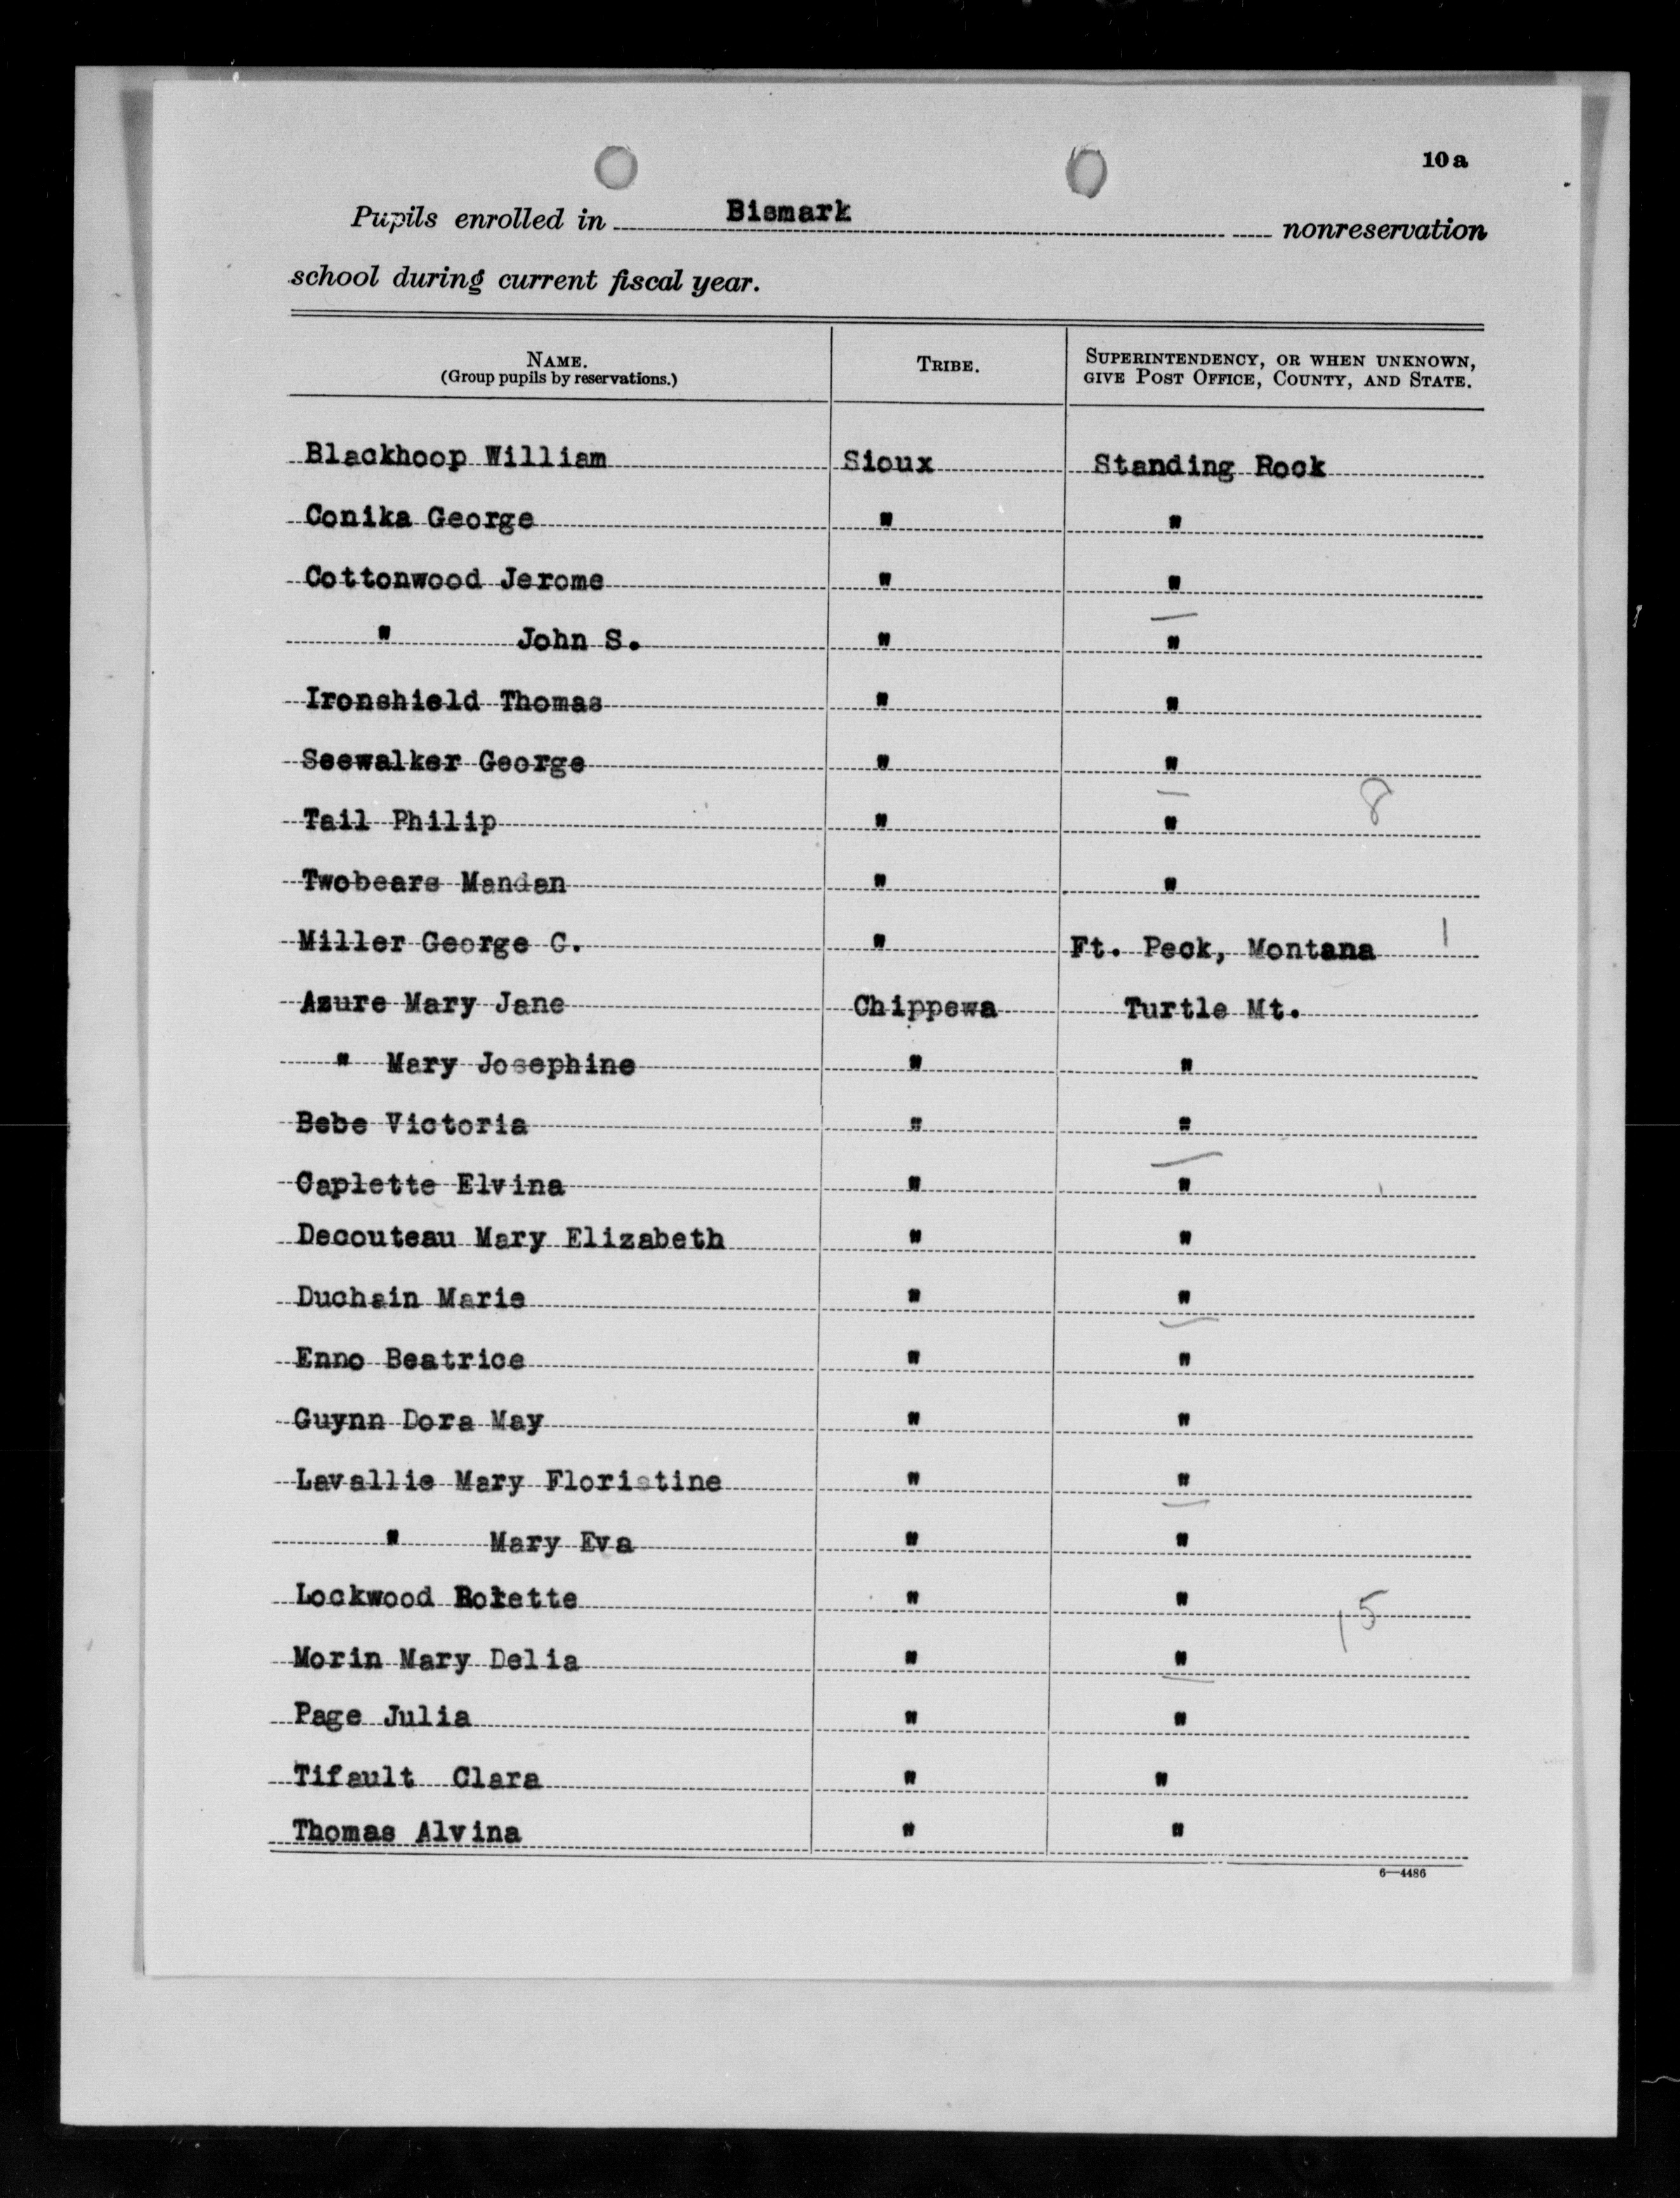 10a
Pupils enrolled in Bismark nonreservation
school during current fiscal year.
NAME. TRIBE. SUPERINTENDENCY, OR WHEN UNKNOWN,
(Group pupils by reservations.) GIVE POST OFFICE, COUNTY, AND STATE.
Blackhoop William Sioux Standing Rock
Conika George " "
Cottonwood Jerome " "
" John S. " "
Ironshield Thomas " "
Seewalker George " "
Tail Philip " " 8
Twobears Mandan " "
Miller George C. " Ft. Peck, Montana 1
Azure Mary Jane Chippewa Turtle Mt.
" Mary Josephine " "
Bebe Victoria " "
Caplette Elvina " "
Decouteau Mary Elizabeth " "
Duchain Marie " "
Enno Beatrice " "
Guynn Dora May " "
Lavallie Mary Floristine " "
" Mary Eva " "
Lockwood " " 15
Morin Mary Delia " "
Page Julia " "
Tifault Clara " "
Thomas Alvina " "
6—4486